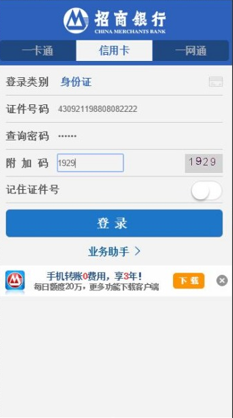 招商银行
CHINA MERCHANTS BANK
一卡通 信用卡 一网通
登录类别 身份证
证件号码 430921198808082222
查询密码 ••••••
附加码 1929 1929
记住证件号
登 录
业务助手 >
手机转账0费用，享3年！
每日额度20万，更多功能下载客户端
下 载